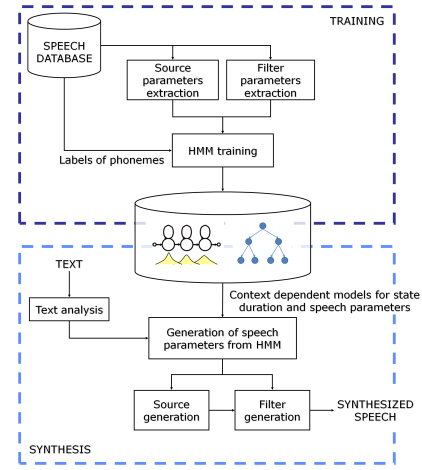 TRAINING
SPEECH
DATABASE
Source
parameters
extraction
Filter
parameters
extraction
Labels of phonemes
HMM training
TEXT
Text analysis
Context dependent models for state
duration and speech parameters
Generation of speech
parameters from HMM
Source
generation
Filter
generation
SYNTHESIZED
SPEECH
SYNTHESIS